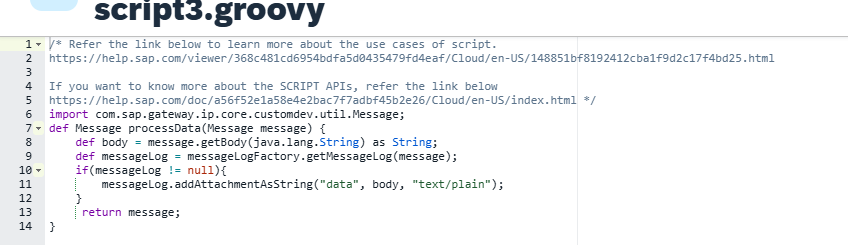 script3.groovy
1 /* Refer the link below to learn more about the use cases of script.
2 https://help.sap.com/viewer/368c481cd6954bdfa5d0435479fd4eaf/Cloud/en-US/148851bf8192412cba1f9d2c17f4bd25.html
3
4 If you want to know more about the SCRIPT APIs, refer the link below
5 https://help.sap.com/doc/a56f52e1a58e4e2bac7f7adbf45b2e26/Cloud/en-US/index.html */
6 import com.sap.gateway.ip.core.customdev.util.Message;
7 def Message processData(Message message) {
8     def body = message.getBody(java.lang.String) as String;
9     def messageLog = messageLogFactory.getMessageLog(message);
10     if(messageLog != null){
11         messageLog.addAttachmentAsString("data", body, "text/plain");
12     }
13      return message;
14 }